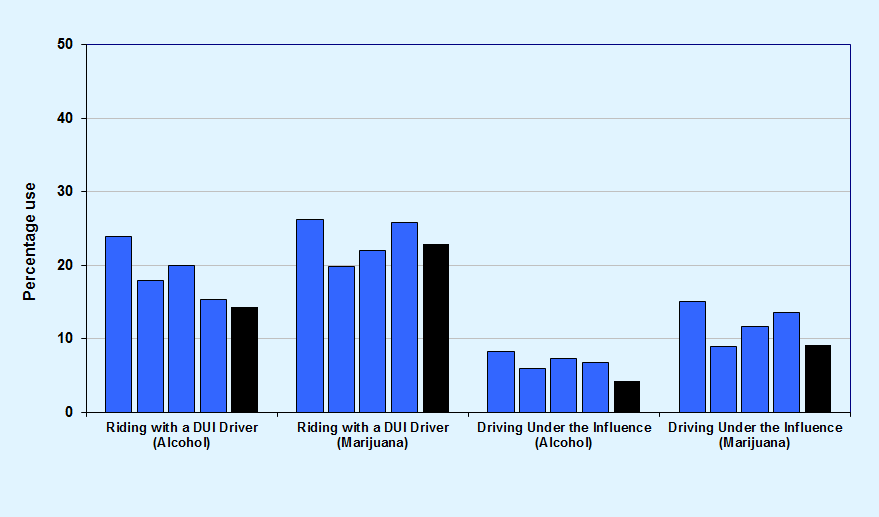 50
40
30
20
10
0
Percentage use
Riding with a DUI Driver
(Alcohol)
Riding with a DUI Driver
(Marijuana)
Driving Under the Influence
(Alcohol)
Driving Under the Influence
(Marijuana)